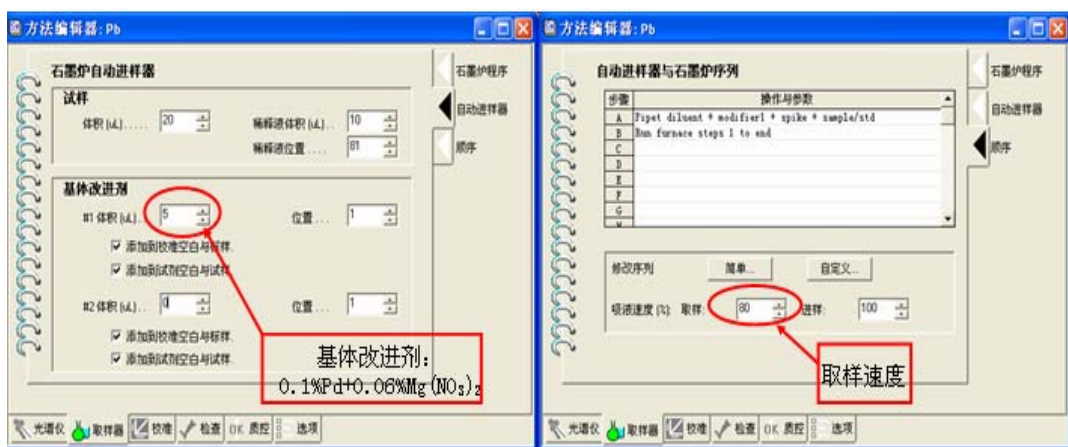 方法编辑器:Pb
石墨炉自动进样器
试样
体积(uL)..... 20
稀释液体积(uL).. 10
稀释液位置.... 81
基体改进剂
#1 体积(uL).. 5 位置... 1
添加到校准空白与标样.
添加到试剂空白与试样.
#2 体积(uL).. 0 位置... 1
添加到校准空白与标样.
添加到试剂空白与试样.
基体改进剂:
0.1%Pd+0.06%Mg(NO₃)₂
石墨炉程序
自动进样器
顺序
光谱仪 取样器 校准 检查 OK 质控 选项
方法编辑器:Pb
自动进样器与石墨炉序列
步骤 操作与参数
A Pipet diluent + modifier1 + spike + sample/std
B Run furnace steps 1 to end
C
D
E
F
G
修改序列 简单... 自定义...
吸液速度(%): 取样: 80 进样: 100
取样速度
石墨炉程序
自动进样器
顺序
光谱仪 取样器 校准 检查 OK 质控 选项